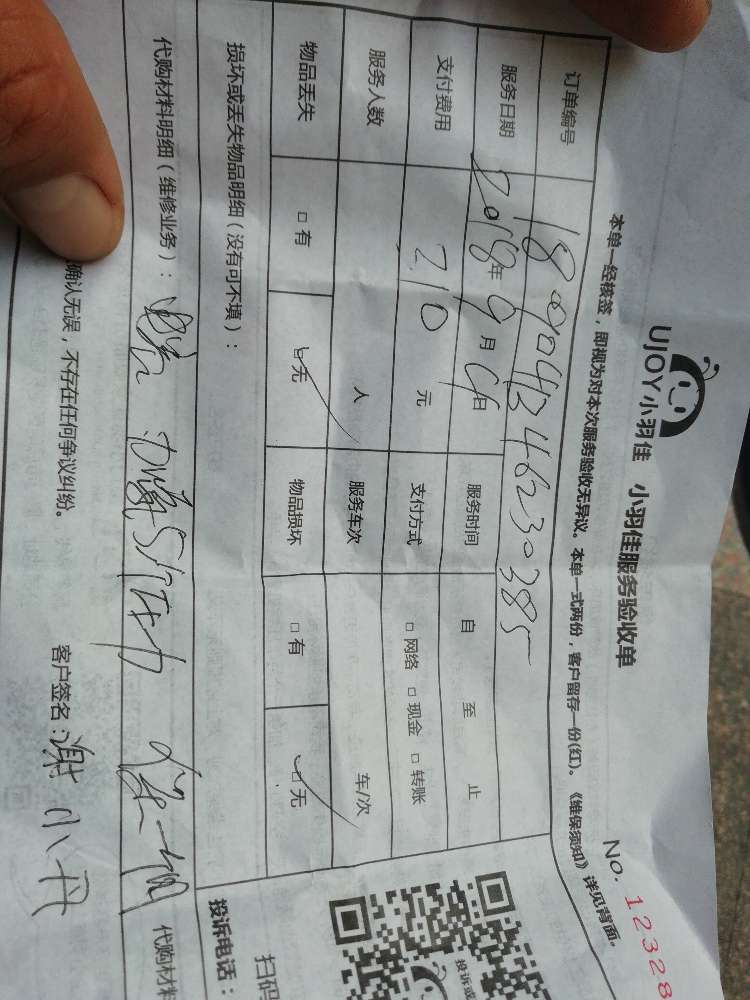 UJOY小羽佳 小羽佳服务验收单
No. 12328
本单一经核签，即视为对本次服务验收无异议。本单一式两份，客户留存一份(红)。《维保须知》详见背面。
订单编号
服务日期 2018年9月4日 服务时间 自 至 止
支付费用 210元 支付方式 □网络 □现金 □转账
服务人数 人 服务车次 车/次
物品丢失 □有 □无 物品损坏 □有 □无
损坏或丢失物品明细（没有可不填）：
代购材料明细（维修业务）：
代购材料
确认无误，不存在任何争议纠纷。 客户签名：谢小丹
投诉电话：
扫码
投诉或